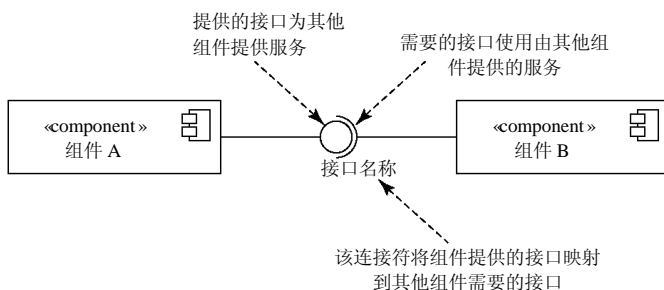 提供的接口为其他
组件提供服务
需要的接口使用由其他组
件提供的服务
«component»
组件 A
«component»
组件 B
接口名称
该连接符将组件提供的接口映射
到其他组件需要的接口